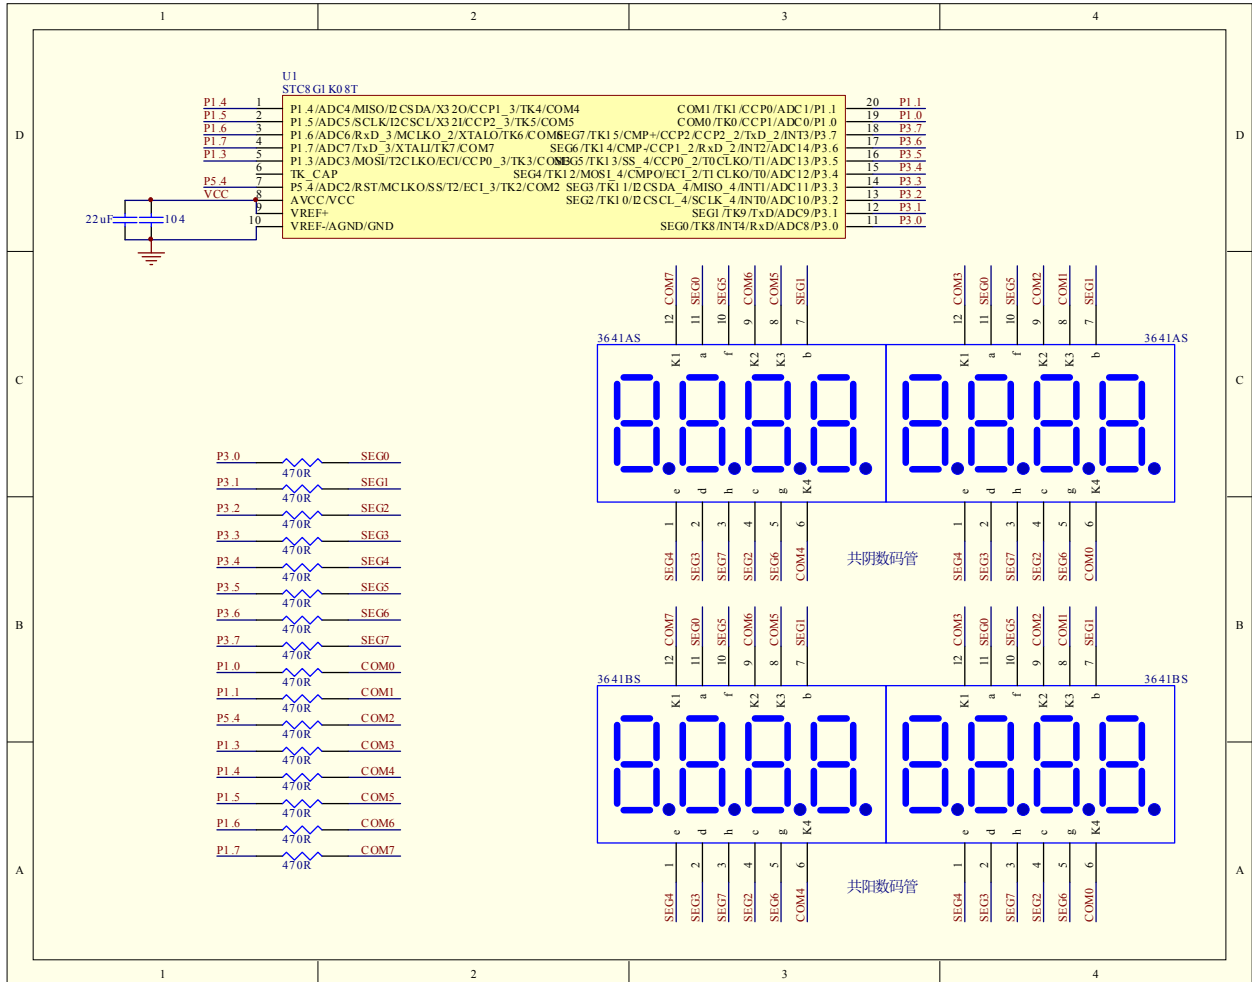 1 2 3 4
D D
C C
B B
A A
1 2 3 4
U1
STC8G1K08T
P1.4 1 P1.4/ADC4/MISO/I2CSDA/X32O/CCP1_3/TK4/COM4
P1.5 2 P1.5/ADC5/SCLK/I2CSCL/X32I/CCP2_3/TK5/COM5
P1.6 3 P1.6/ADC6/RxD_3/MCLKO_2/XTALO/TK6/COM6
P1.7 4 P1.7/ADC7/TxD_3/XTALI/TK7/COM7
P1.3 5 P1.3/ADC3/MOSI/T2CLKO/ECI/CCP0_3/TK3/COM3
6 TK_CAP
P5.4 7 P5.4/ADC2/RST/MCLKO/SS/T2/ECI_3/TK2/COM2
VCC 8 AVCC/VCC
9 VREF+
10 VREF-/AGND/GND
COM1/TK1/CCP0/ADC1/P1.1 20 P1.1
COM0/TK0/CCP1/ADC0/P1.0 19 P1.0
SEG7/TK15/CMP+/CCP2/CCP2_2/TxD_2/INT3/P3.7 18 P3.7
SEG6/TK14/CMP-/CCP1_2/RxD_2/INT2/ADC14/P3.6 17 P3.6
SEG5/TK13/SS_4/CCP0_2/T0CLKO/T1/ADC13/P3.5 16 P3.5
SEG4/TK12/MOSI_4/CMPO/ECI_2/T1CLKO/T0/ADC12/P3.4 15 P3.4
SEG3/TK11/I2CSDA_4/MISO_4/INT1/ADC11/P3.3 14 P3.3
SEG2/TK10/I2CSCL_4/SCLK_4/INT0/ADC10/P3.2 13 P3.2
SEG1/TK9/TxD/ADC9/P3.1 12 P3.1
SEG0/TK8/INT4/RxD/ADC8/P3.0 11 P3.0
22uF 104
P3.0 470R SEG0
P3.1 470R SEG1
P3.2 470R SEG2
P3.3 470R SEG3
P3.4 470R SEG4
P3.5 470R SEG5
P3.6 470R SEG6
P3.7 470R SEG7
P1.0 470R COM0
P1.1 470R COM1
P5.4 470R COM2
P1.3 470R COM3
P1.4 470R COM4
P1.5 470R COM5
P1.6 470R COM6
P1.7 470R COM7
COM7 SEG0 SEG5 COM6 COM5 SEG1 COM3 SEG0 SEG5 COM2 COM1 SEG1
12 11 10 9 8 7 12 11 10 9 8 7
3641AS 3641AS
K1 a f K2 K3 b K1 a f K2 K3 b
e d h c g K4 e d h c g K4
1 2 3 4 5 6 1 2 3 4 5 6
SEG4 SEG3 SEG7 SEG2 SEG6 COM4 SEG4 SEG3 SEG7 SEG2 SEG6 COM0
共阴数码管
COM7 SEG0 SEG5 COM6 COM5 SEG1 COM3 SEG0 SEG5 COM2 COM1 SEG1
12 11 10 9 8 7 12 11 10 9 8 7
3641BS 3641BS
K1 a f K2 K3 b K1 a f K2 K3 b
e d h c g K4 e d h c g K4
1 2 3 4 5 6 1 2 3 4 5 6
SEG4 SEG3 SEG7 SEG2 SEG6 COM4 SEG4 SEG3 SEG7 SEG2 SEG6 COM0
共阳数码管